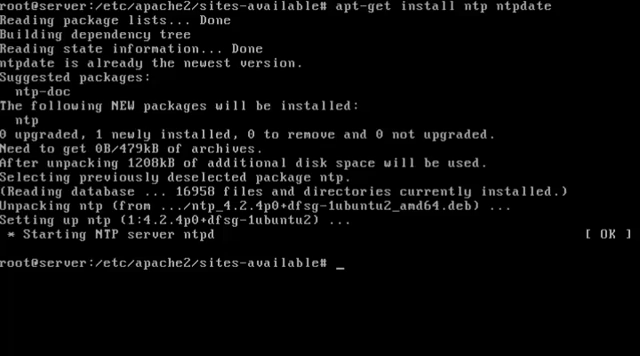 root@server:/etc/apache2/sites-available# apt-get install ntp ntpdate
Reading package lists... Done
Building dependency tree
Reading state information... Done
ntpdate is already the newest version.
Suggested packages:
  ntp-doc
The following NEW packages will be installed:
  ntp
0 upgraded, 1 newly installed, 0 to remove and 0 not upgraded.
Need to get 0B/479kB of archives.
After unpacking 1208kB of additional disk space will be used.
Selecting previously deselected package ntp.
(Reading database ... 16958 files and directories currently installed.)
Unpacking ntp (from .../ntp_4.2.4p0+dfsg-1ubuntu2_amd64.deb) ...
Setting up ntp (1:4.2.4p0+dfsg-1ubuntu2) ...
 * Starting NTP server ntpd [ OK ]
root@server:/etc/apache2/sites-available# _